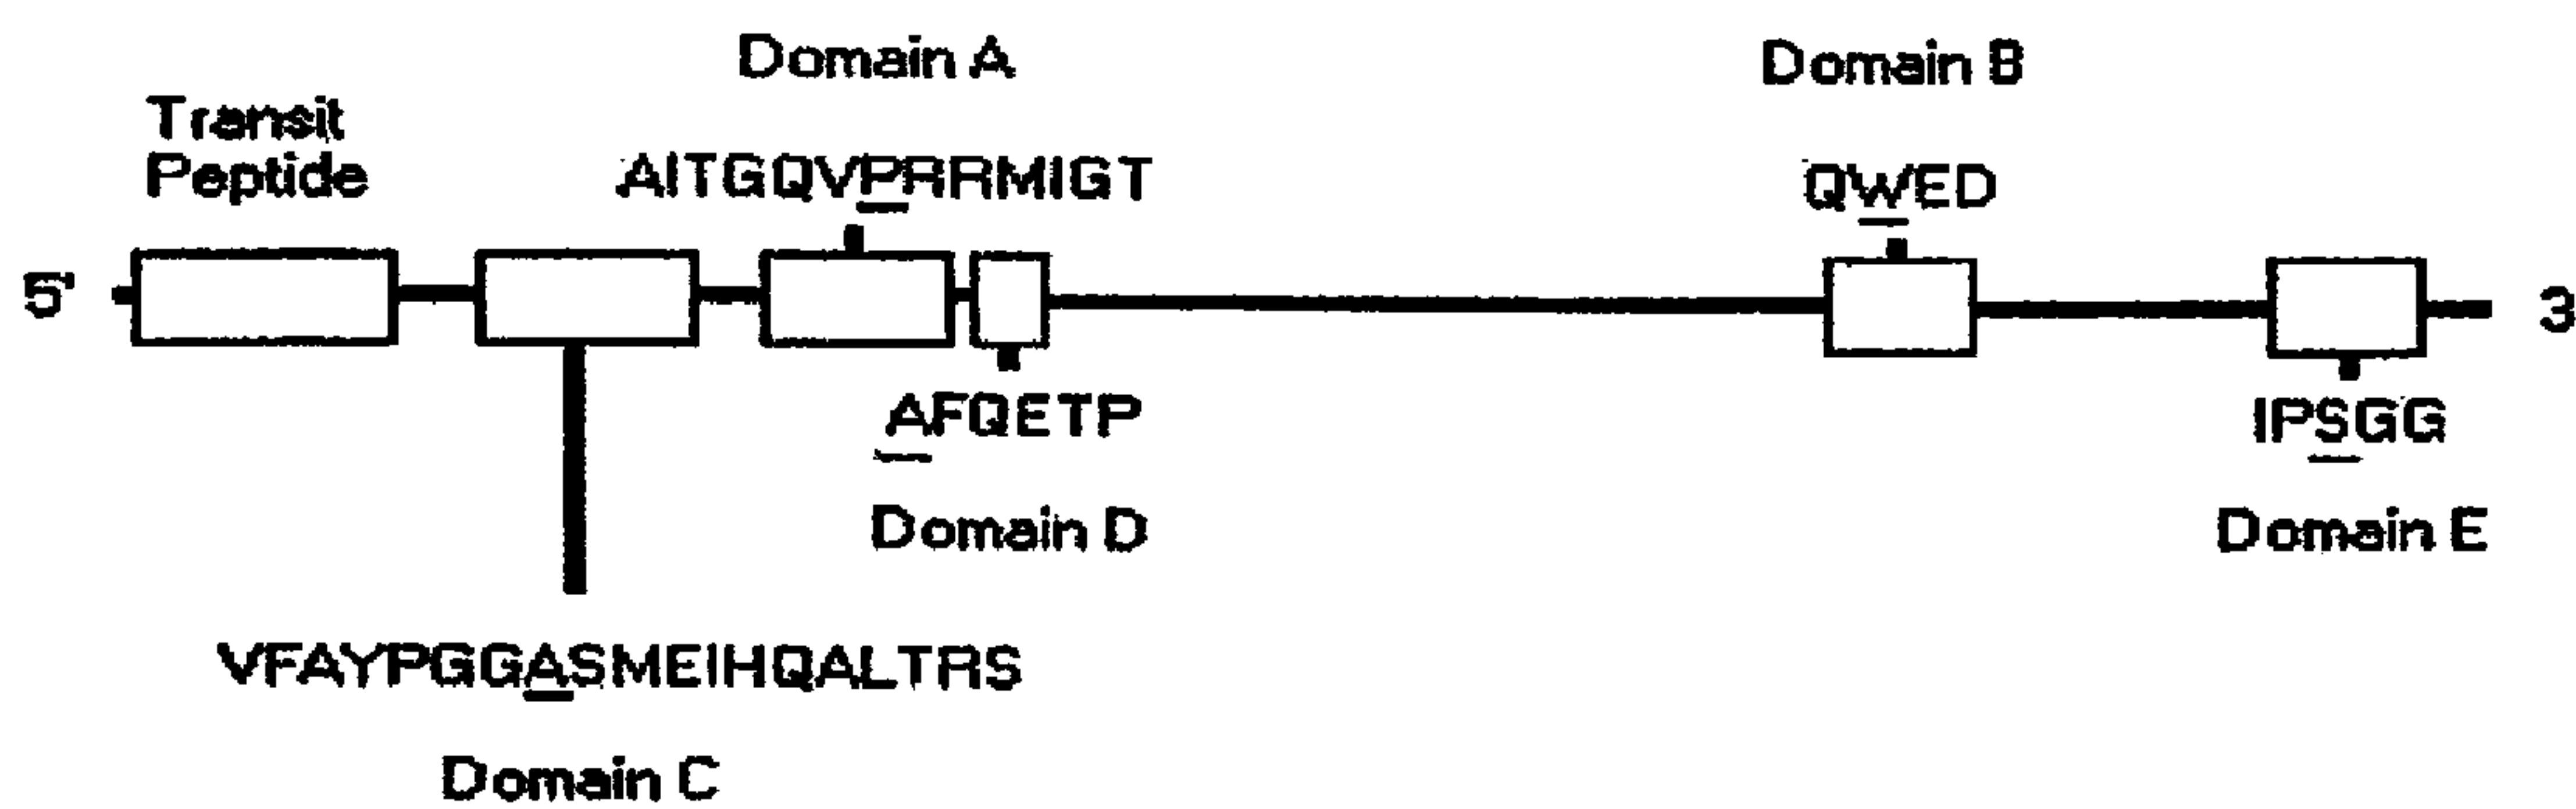 Domain A
Domain B
Transit
Peptide
AITGQVPRRMIGT
QWED
5'
3
AFQETP
IPSGG
Domain D
Domain E
VFAYPGGASMEIHQALTRS
Domain C